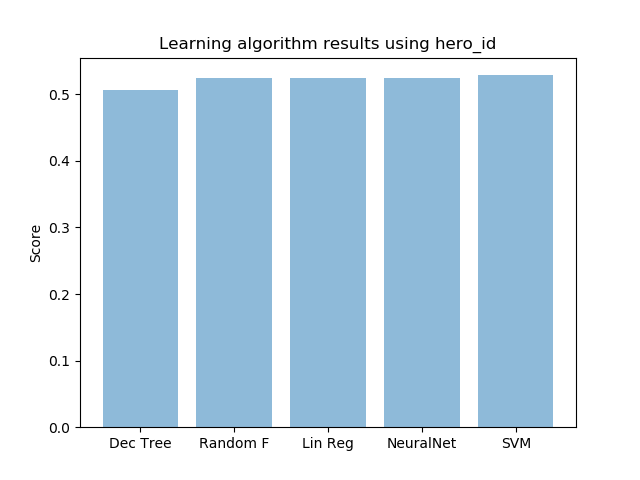 Learning algorithm results using hero_id
Score
0.5
0.4
0.3
0.2
0.1
0.0
Dec Tree Random F Lin Reg NeuralNet SVM